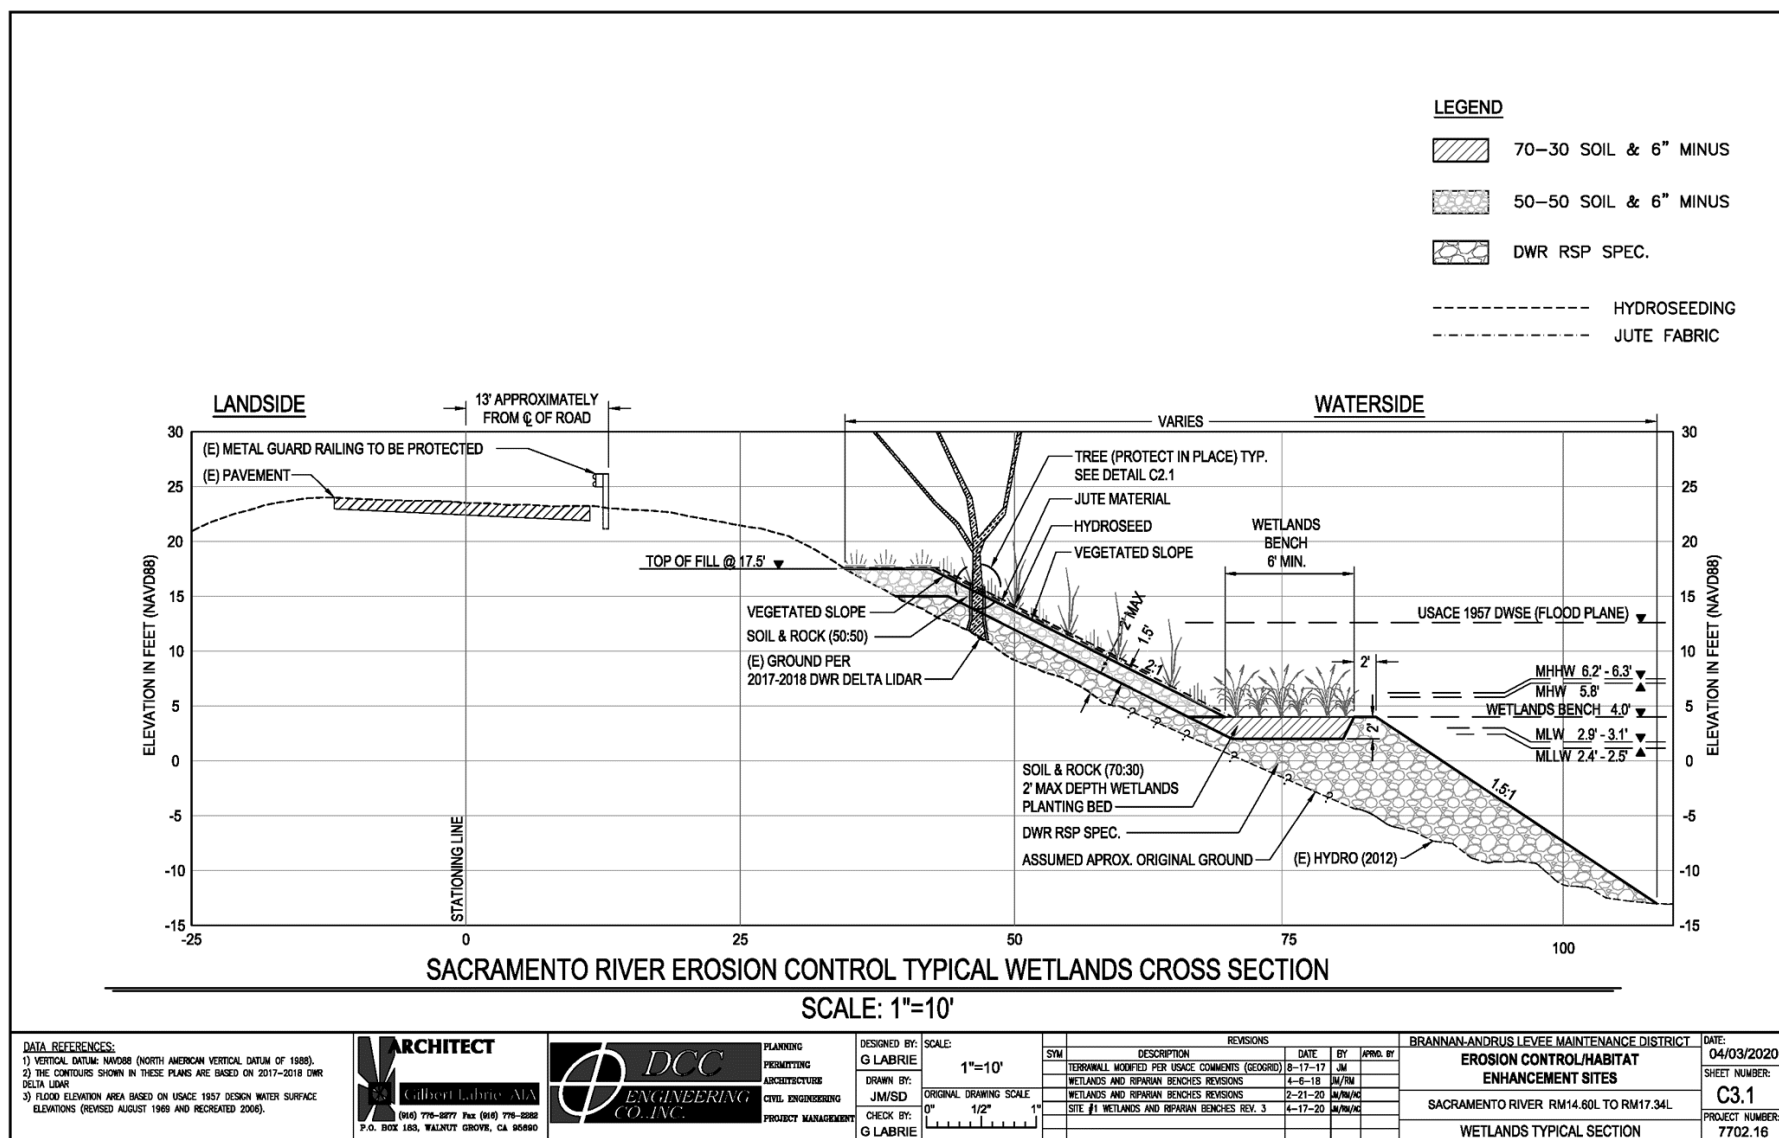 LEGEND
70-30 SOIL & 6" MINUS
50-50 SOIL & 6" MINUS
DWR RSP SPEC.
HYDROSEEDING
JUTE FABRIC
LANDSIDE
13' APPROXIMATELY
FROM ℄ OF ROAD
WATERSIDE
VARIES
30
25
20
15
10
5
0
-5
-10
-15
ELEVATION IN FEET (NAVD88)
(E) METAL GUARD RAILING TO BE PROTECTED
(E) PAVEMENT
TOP OF FILL @ 17.5'
TREE (PROTECT IN PLACE) TYP.
SEE DETAIL C2.1
JUTE MATERIAL
HYDROSEED
VEGETATED SLOPE
WETLANDS
BENCH
6' MIN.
VEGETATED SLOPE
SOIL & ROCK (50:50)
(E) GROUND PER
2017-2018 DWR DELTA LIDAR
2' MAX
1.5'
2:1
2'
2'
USACE 1957 DWSE (FLOOD PLANE)
MHHW 6.2' - 6.3'
MHW 5.8'
WETLANDS BENCH 4.0'
MLW 2.9' - 3.1'
MLLW 2.4' - 2.5'
1.5:1
SOIL & ROCK (70:30)
2' MAX DEPTH WETLANDS
PLANTING BED
DWR RSP SPEC.
ASSUMED APROX. ORIGINAL GROUND
(E) HYDRO (2012)
?
?
?
?
?
?
?
STATIONING LINE
30
25
20
15
10
5
0
-5
-10
-15
ELEVATION IN FEET (NAVD88)
-25
0
25
50
75
100
SACRAMENTO RIVER EROSION CONTROL TYPICAL WETLANDS CROSS SECTION
SCALE: 1"=10'
DATA REFERENCES:
1) VERTICAL DATUM: NAVD88 (NORTH AMERICAN VERTICAL DATUM OF 1988).
2) THE CONTOURS SHOWN IN THESE PLANS ARE BASED ON 2017-2018 DWR
DELTA LIDAR
3) FLOOD ELEVATION AREA BASED ON USACE 1957 DESIGN WATER SURFACE
ELEVATIONS (REVISED AUGUST 1969 AND RECREATED 2006).
ARCHITECT
Gilbert Labrie AIA
(916) 776-2277 Fax (916) 776-2282
P.O. BOX 183, WALNUT GROVE, CA 95690
DCC
ENGINEERING
CO., INC.
PLANNING
PERMITTING
ARCHITECTURE
CIVIL ENGINEERING
PROJECT MANAGEMENT
DESIGNED BY:
G LABRIE
DRAWN BY:
JM/SD
CHECK BY:
G LABRIE
SCALE:
1"=10'
ORIGINAL DRAWING SCALE
0" 1/2" 1"
REVISIONS
SYM DESCRIPTION DATE BY APRVD. BY
TERRAWALL MODIFIED PER USACE COMMENTS (GEOGRID) 8-17-17 JM
WETLANDS AND RIPARIAN BENCHES REVISIONS 4-6-18 JM/RM
WETLANDS AND RIPARIAN BENCHES REVISIONS 2-21-20
SITE #1 WETLANDS AND RIPARIAN BENCHES REV. 3 4-17-20
BRANNAN-ANDRUS LEVEE MAINTENANCE DISTRICT
EROSION CONTROL/HABITAT
ENHANCEMENT SITES
SACRAMENTO RIVER RM14.60L TO RM17.34L
WETLANDS TYPICAL SECTION
DATE:
04/03/2020
SHEET NUMBER:
C3.1
PROJECT NUMBER:
7702.16